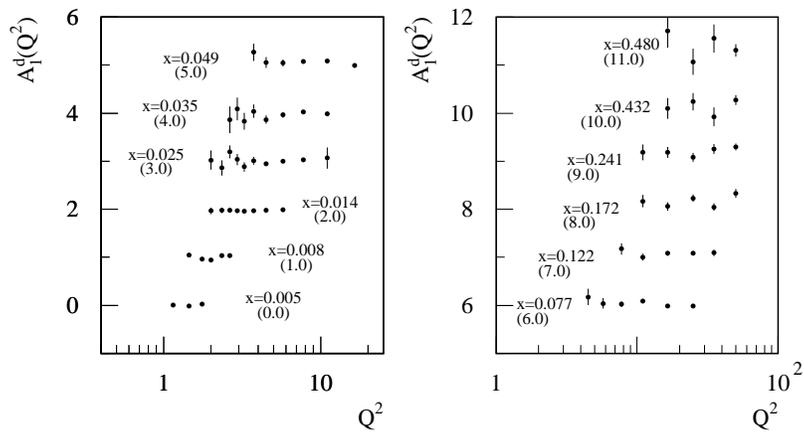 A₁ᵈ(Q²)
6
4
2
0
x=0.049
(5.0)
x=0.035
(4.0)
x=0.025
(3.0)
x=0.014
(2.0)
x=0.008
(1.0)
x=0.005
(0.0)
1
10
Q²
A₁ᵈ(Q²)
12
10
8
6
x=0.480
(11.0)
x=0.432
(10.0)
x=0.241
(9.0)
x=0.172
(8.0)
x=0.122
(7.0)
x=0.077
(6.0)
1
10²
Q²